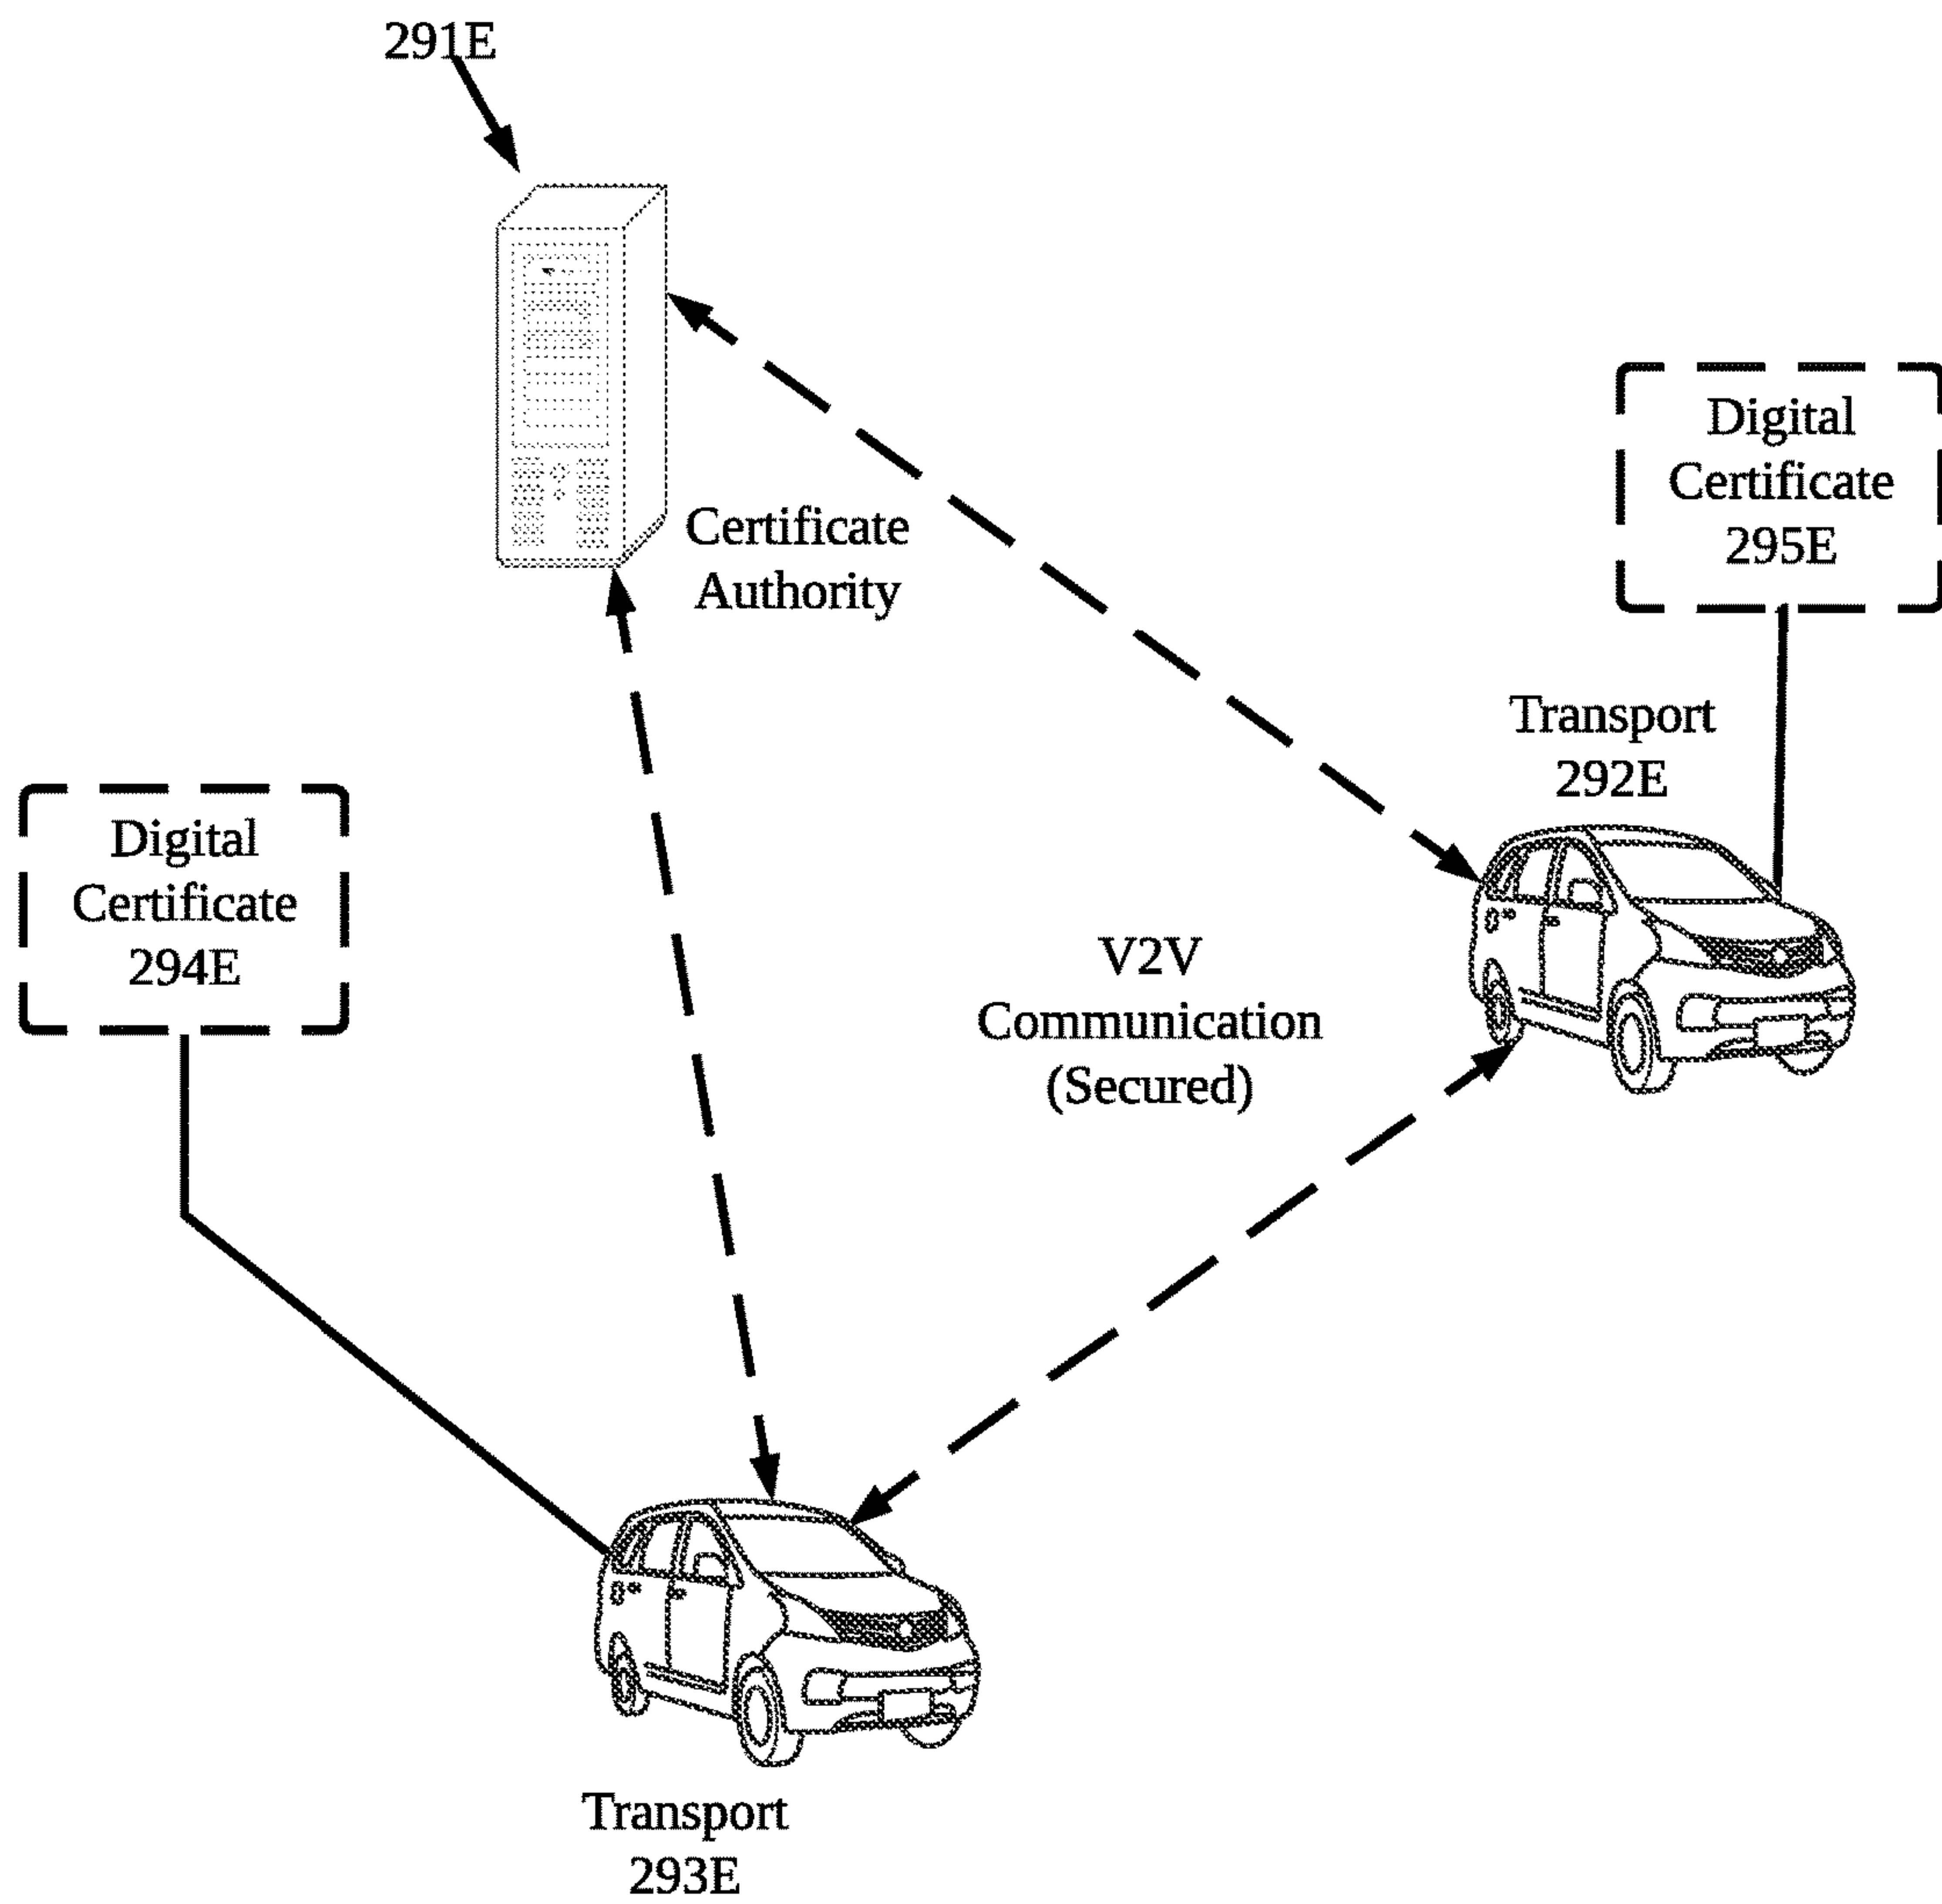 291E
Certificate
Authority
Digital
Certificate
295E
Transport
292E
Digital
Certificate
294E
V2V
Communication
(Secured)
Transport
293E